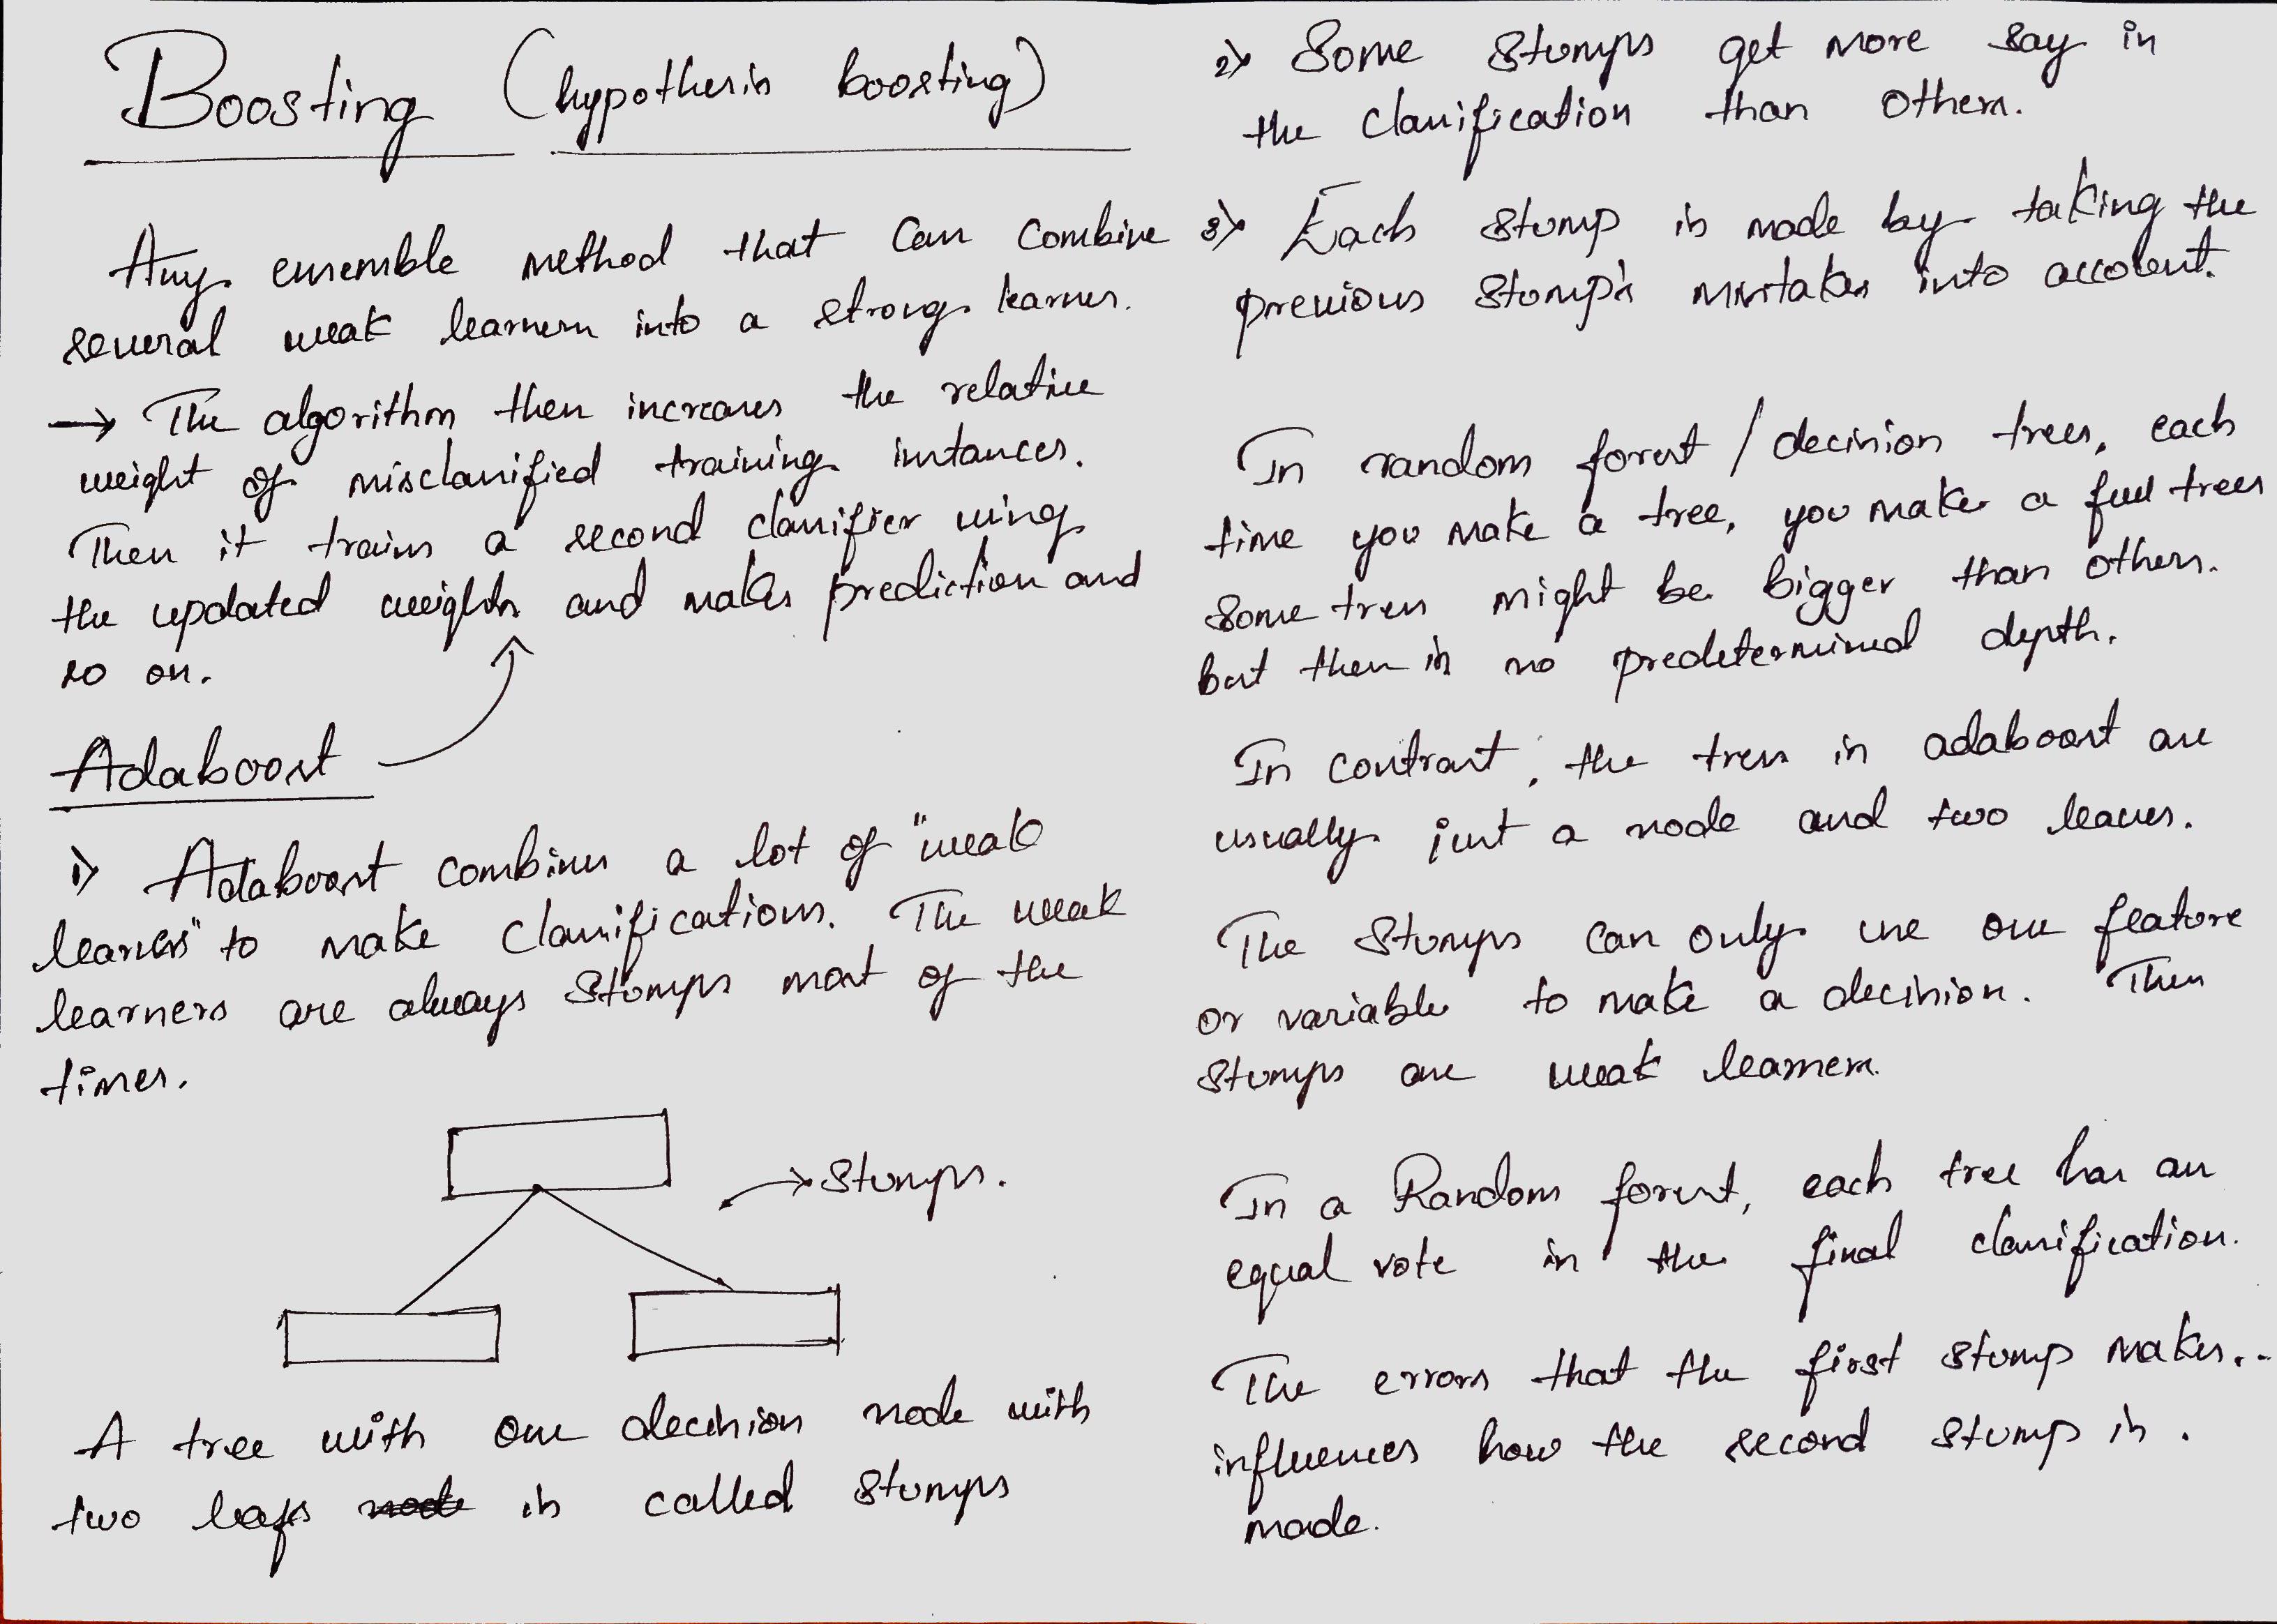 Boosting (hypothesis boosting)
Any ensemble method that can combine
several weak learners into a strong learner.
→ The algorithm then increases the relative
weight of misclassified training instances.
Then it trains a second classifier using
the updated weights and makes prediction and
so on.
Adaboost
1> Adaboost combines a lot of "weak
learners" to make classifications. The weak
learners are always stumps most of the
times.
→ Stumps.
A tree with one decision node with
two leafs node is called stumps
2> Some stumps get more say in
the classification than others.
3> Each stump is made by taking the
previous stump's mistakes into account.
In random forest / decision trees, each
time you make a tree, you make a full trees
some trees might be bigger than others.
but there is no predetermined depth.
In contrast, the trees in adaboost are
usually just a node and two leaves.
The stumps can only use one feature
or variable to make a decision. Then
stumps are weak learners.
In a Random forest, each tree has an
equal vote in the final classification.
The errors that the first stump makes..
influences how the second stump is.
made.